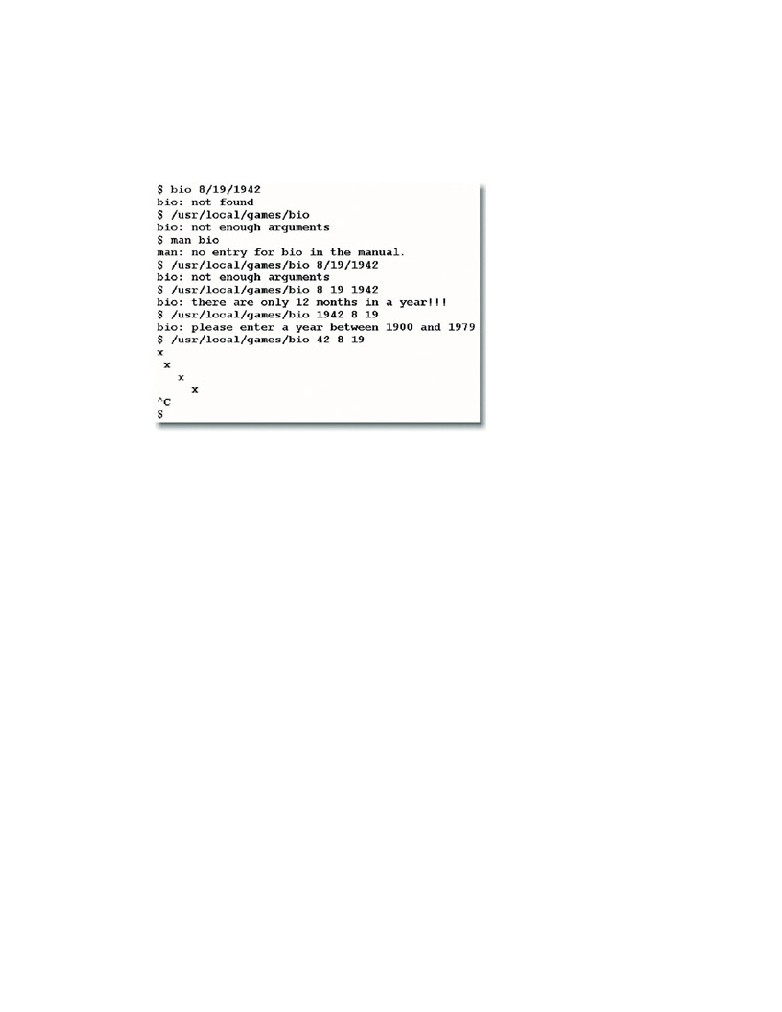 $ bio 8/19/1942
bio: not found
$ /usr/local/games/bio
bio: not enough arguments
$ man bio
man: no entry for bio in the manual.
$ /usr/local/games/bio 8/19/1942
bio: not enough arguments
$ /usr/local/games/bio 8 19 1942
bio: there are only 12 months in a year!!!
$ /usr/local/games/bio 1942 8 19
bio: please enter a year between 1900 and 1979
$ /usr/local/games/bio 42 8 19
x
x
x
x
^C
$